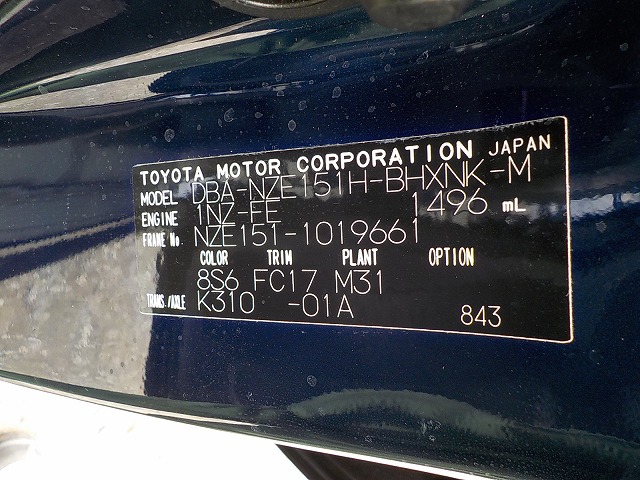 TOYOTA MOTOR CORPORATION JAPAN
MODEL DBA-NZE151H-BHXNK-M
ENGINE 1NZ-FE 1496 mL
FRAME No. NZE151-1019661
COLOR TRIM PLANT OPTION
8S6 FC17 M31
TRANS./AXLE K310 -01A
843